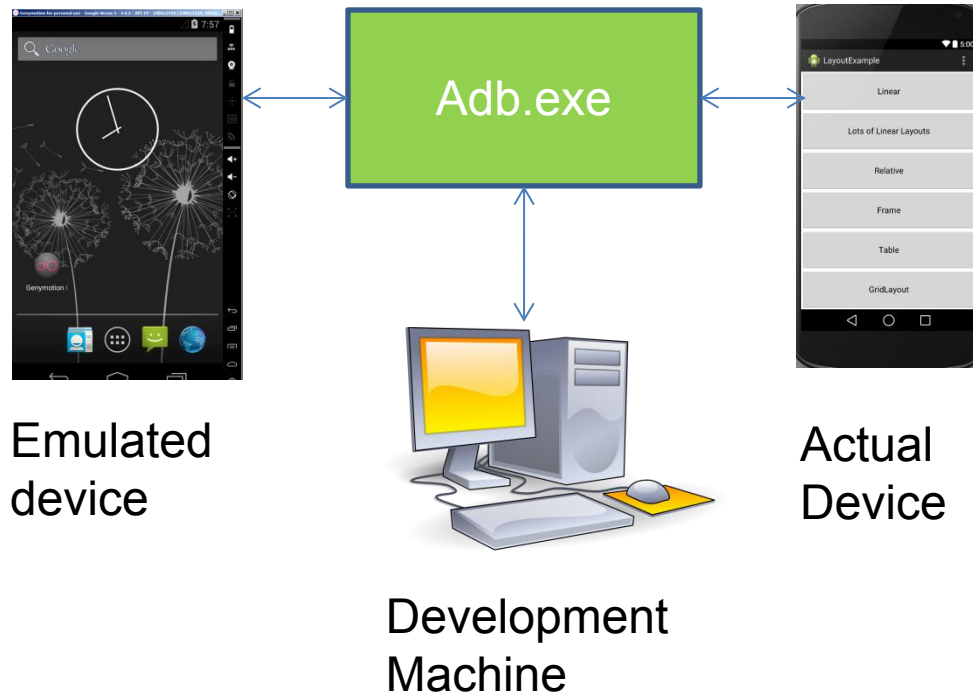 7:57
Google
Genymotion
Adb.exe
5:00
LayoutExample
Linear
Lots of Linear Layouts
Relative
Frame
Table
GridLayout
Emulated
device
Actual
Device
Development
Machine